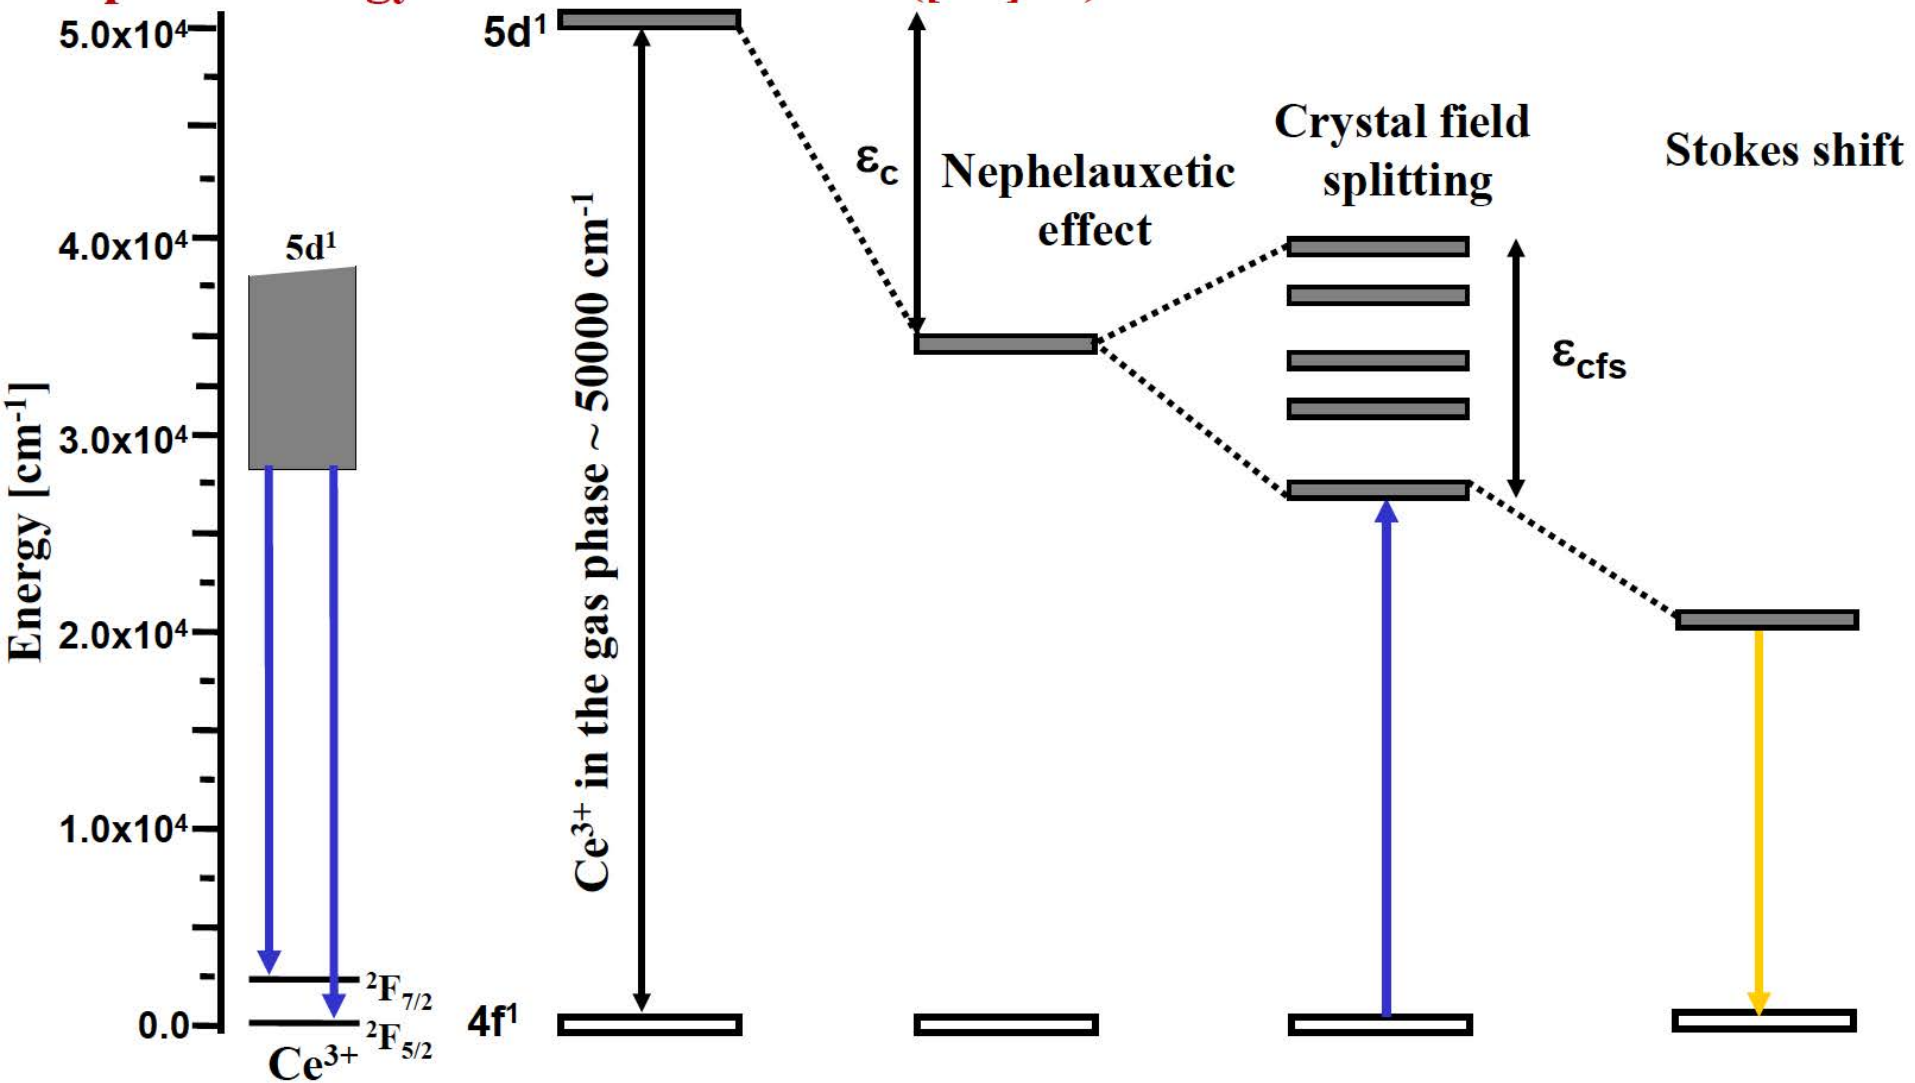 5.0x10⁴
4.0x10⁴
3.0x10⁴
2.0x10⁴
1.0x10⁴
0.0
Energy [cm⁻¹]
5d¹
²F₇/₂
²F₅/₂
Ce³⁺
5d¹
4f¹
Ce³⁺ in the gas phase ~ 50000 cm⁻¹
εc
Nephelauxetic
effect
Crystal field
splitting
εcfs
Stokes shift